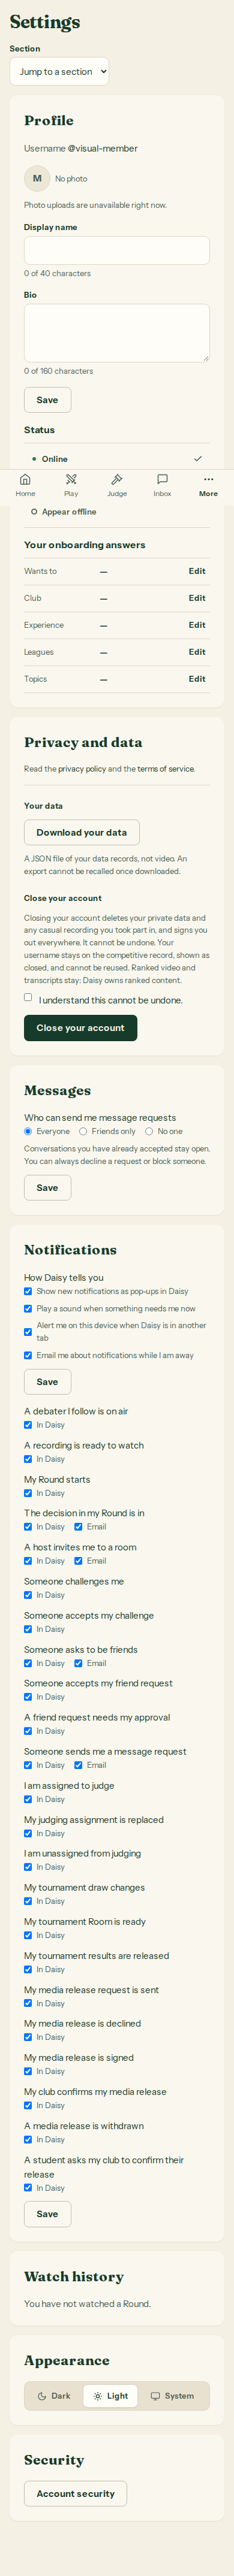 Settings
Section
Jump to a section
Profile
Username @visual-member
M No photo
Photo uploads are unavailable right now.
Display name
0 of 40 characters
Bio
0 of 160 characters
Save
Status
Online
Home Play Judge Inbox More
Appear offline
Your onboarding answers
Wants to — Edit
Club — Edit
Experience — Edit
Leagues — Edit
Topics — Edit
Privacy and data
Read the privacy policy and the terms of service.
Your data
Download your data
A JSON file of your data records, not video. An
export cannot be recalled once downloaded.
Close your account
Closing your account deletes your private data and
any casual recording you took part in, and signs you
out everywhere. It cannot be undone. Your
username stays on the competitive record, shown as
closed, and cannot be reused. Ranked video and
transcripts stay: Daisy owns ranked content.
I understand this cannot be undone.
Close your account
Messages
Who can send me message requests
Everyone Friends only No one
Conversations you have already accepted stay open.
You can always decline a request or block someone.
Save
Notifications
How Daisy tells you
Show new notifications as pop-ups in Daisy
Play a sound when something needs me now
Alert me on this device when Daisy is in another
tab
Email me about notifications while I am away
Save
A debater I follow is on air
In Daisy
A recording is ready to watch
In Daisy
My Round starts
In Daisy
The decision in my Round is in
In Daisy Email
A host invites me to a room
In Daisy Email
Someone challenges me
In Daisy
Someone accepts my challenge
In Daisy
Someone asks to be friends
In Daisy Email
Someone accepts my friend request
In Daisy
A friend request needs my approval
In Daisy
Someone sends me a message request
In Daisy Email
I am assigned to judge
In Daisy
My judging assignment is replaced
In Daisy
I am unassigned from judging
In Daisy
My tournament draw changes
In Daisy
My tournament Room is ready
In Daisy
My tournament results are released
In Daisy
My media release request is sent
In Daisy
My media release is declined
In Daisy
My media release is signed
In Daisy
My club confirms my media release
In Daisy
A media release is withdrawn
In Daisy
A student asks my club to confirm their
release
In Daisy
Save
Watch history
You have not watched a Round.
Appearance
Dark Light System
Security
Account security